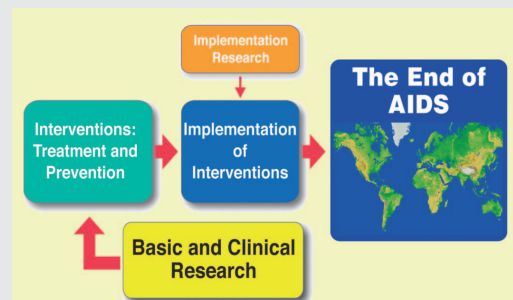 Implementation
Research
The End of
AIDS
Interventions:
Treatment and
Prevention
Implementation
of
Interventions
Basic and Clinical
Research